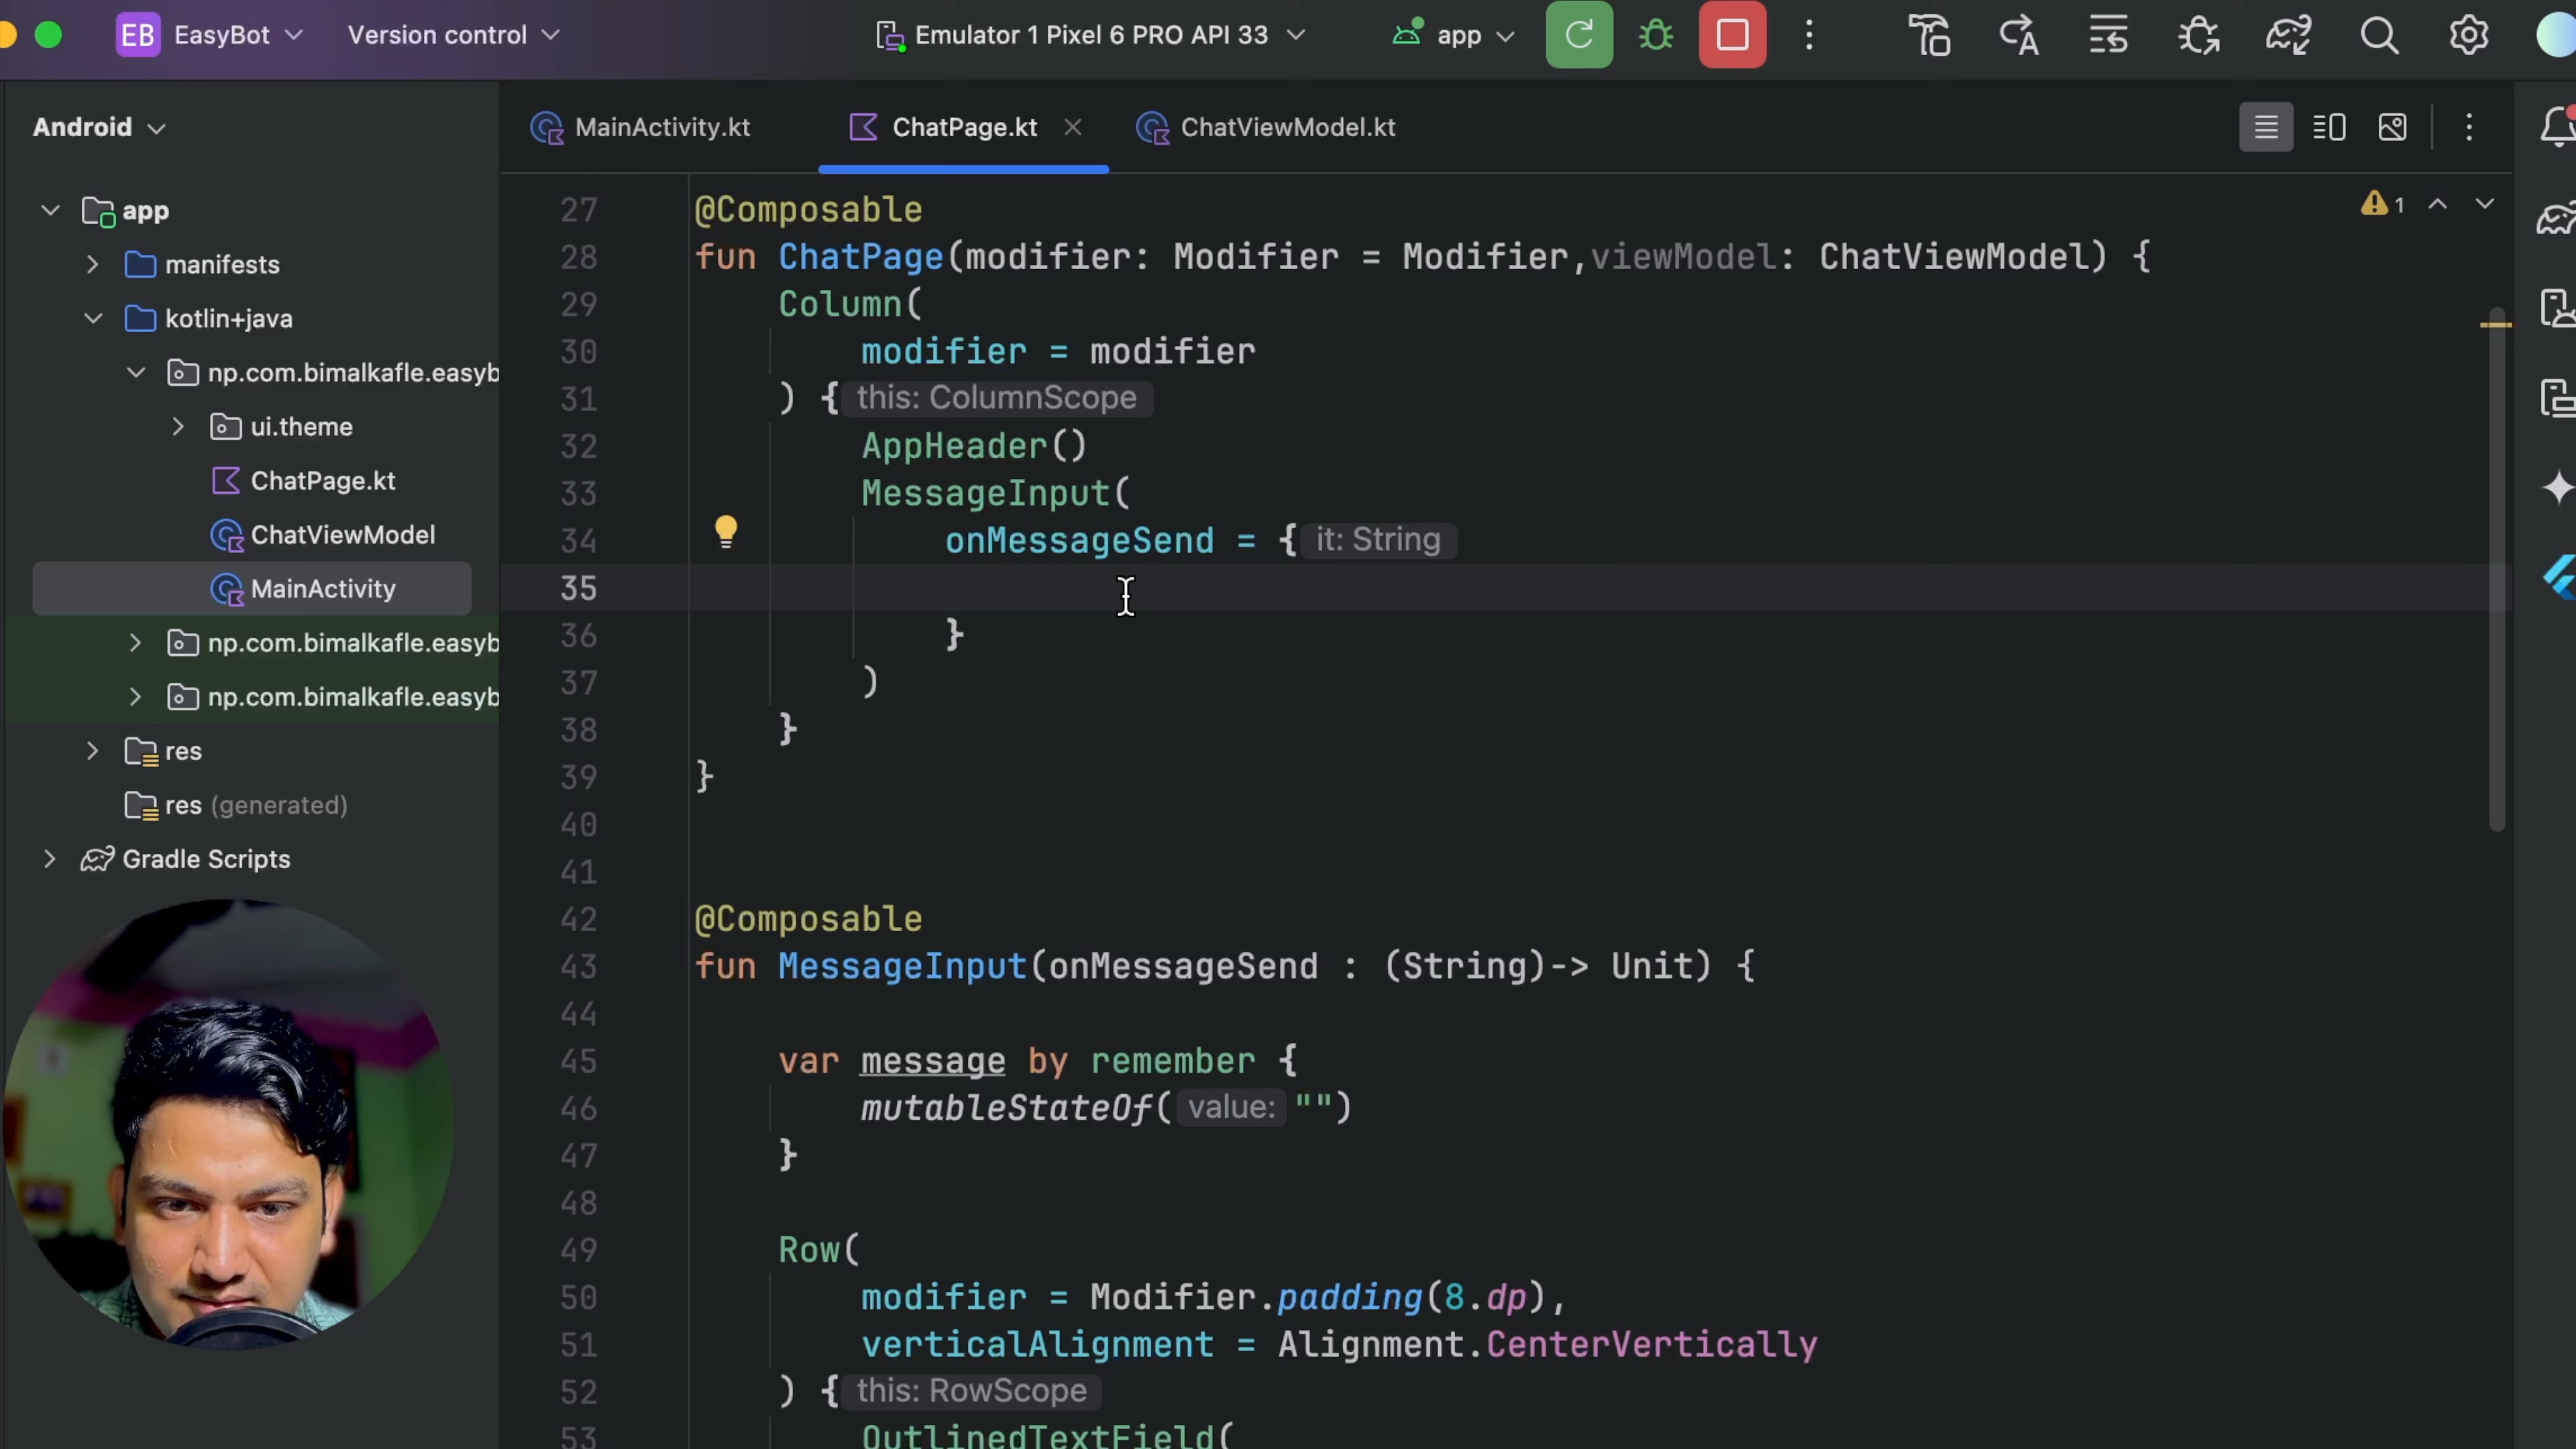 EB EasyBot Version control Emulator 1 Pixel 6 PRO API 33 app
Android
app
manifests
kotlin+java
np.com.bimalkafle.easyb
ui.theme
ChatPage.kt
ChatViewModel
MainActivity
np.com.bimalkafle.easyb
np.com.bimalkafle.easyb
res
res (generated)
Gradle Scripts
MainActivity.kt ChatPage.kt ChatViewModel.kt
1
27 @Composable
28 fun ChatPage(modifier: Modifier = Modifier,viewModel: ChatViewModel) {
29 Column(
30 modifier = modifier
31 ) { this: ColumnScope
32 AppHeader()
33 MessageInput(
34 onMessageSend = { it: String
35
36 }
37 )
38 }
39 }
40
41
42 @Composable
43 fun MessageInput(onMessageSend : (String)-> Unit) {
44
45 var message by remember {
46 mutableStateOf( value: "")
47 }
48
49 Row(
50 modifier = Modifier.padding(8.dp),
51 verticalAlignment = Alignment.CenterVertically
52 ) { this: RowScope
53 OutlinedTextField(